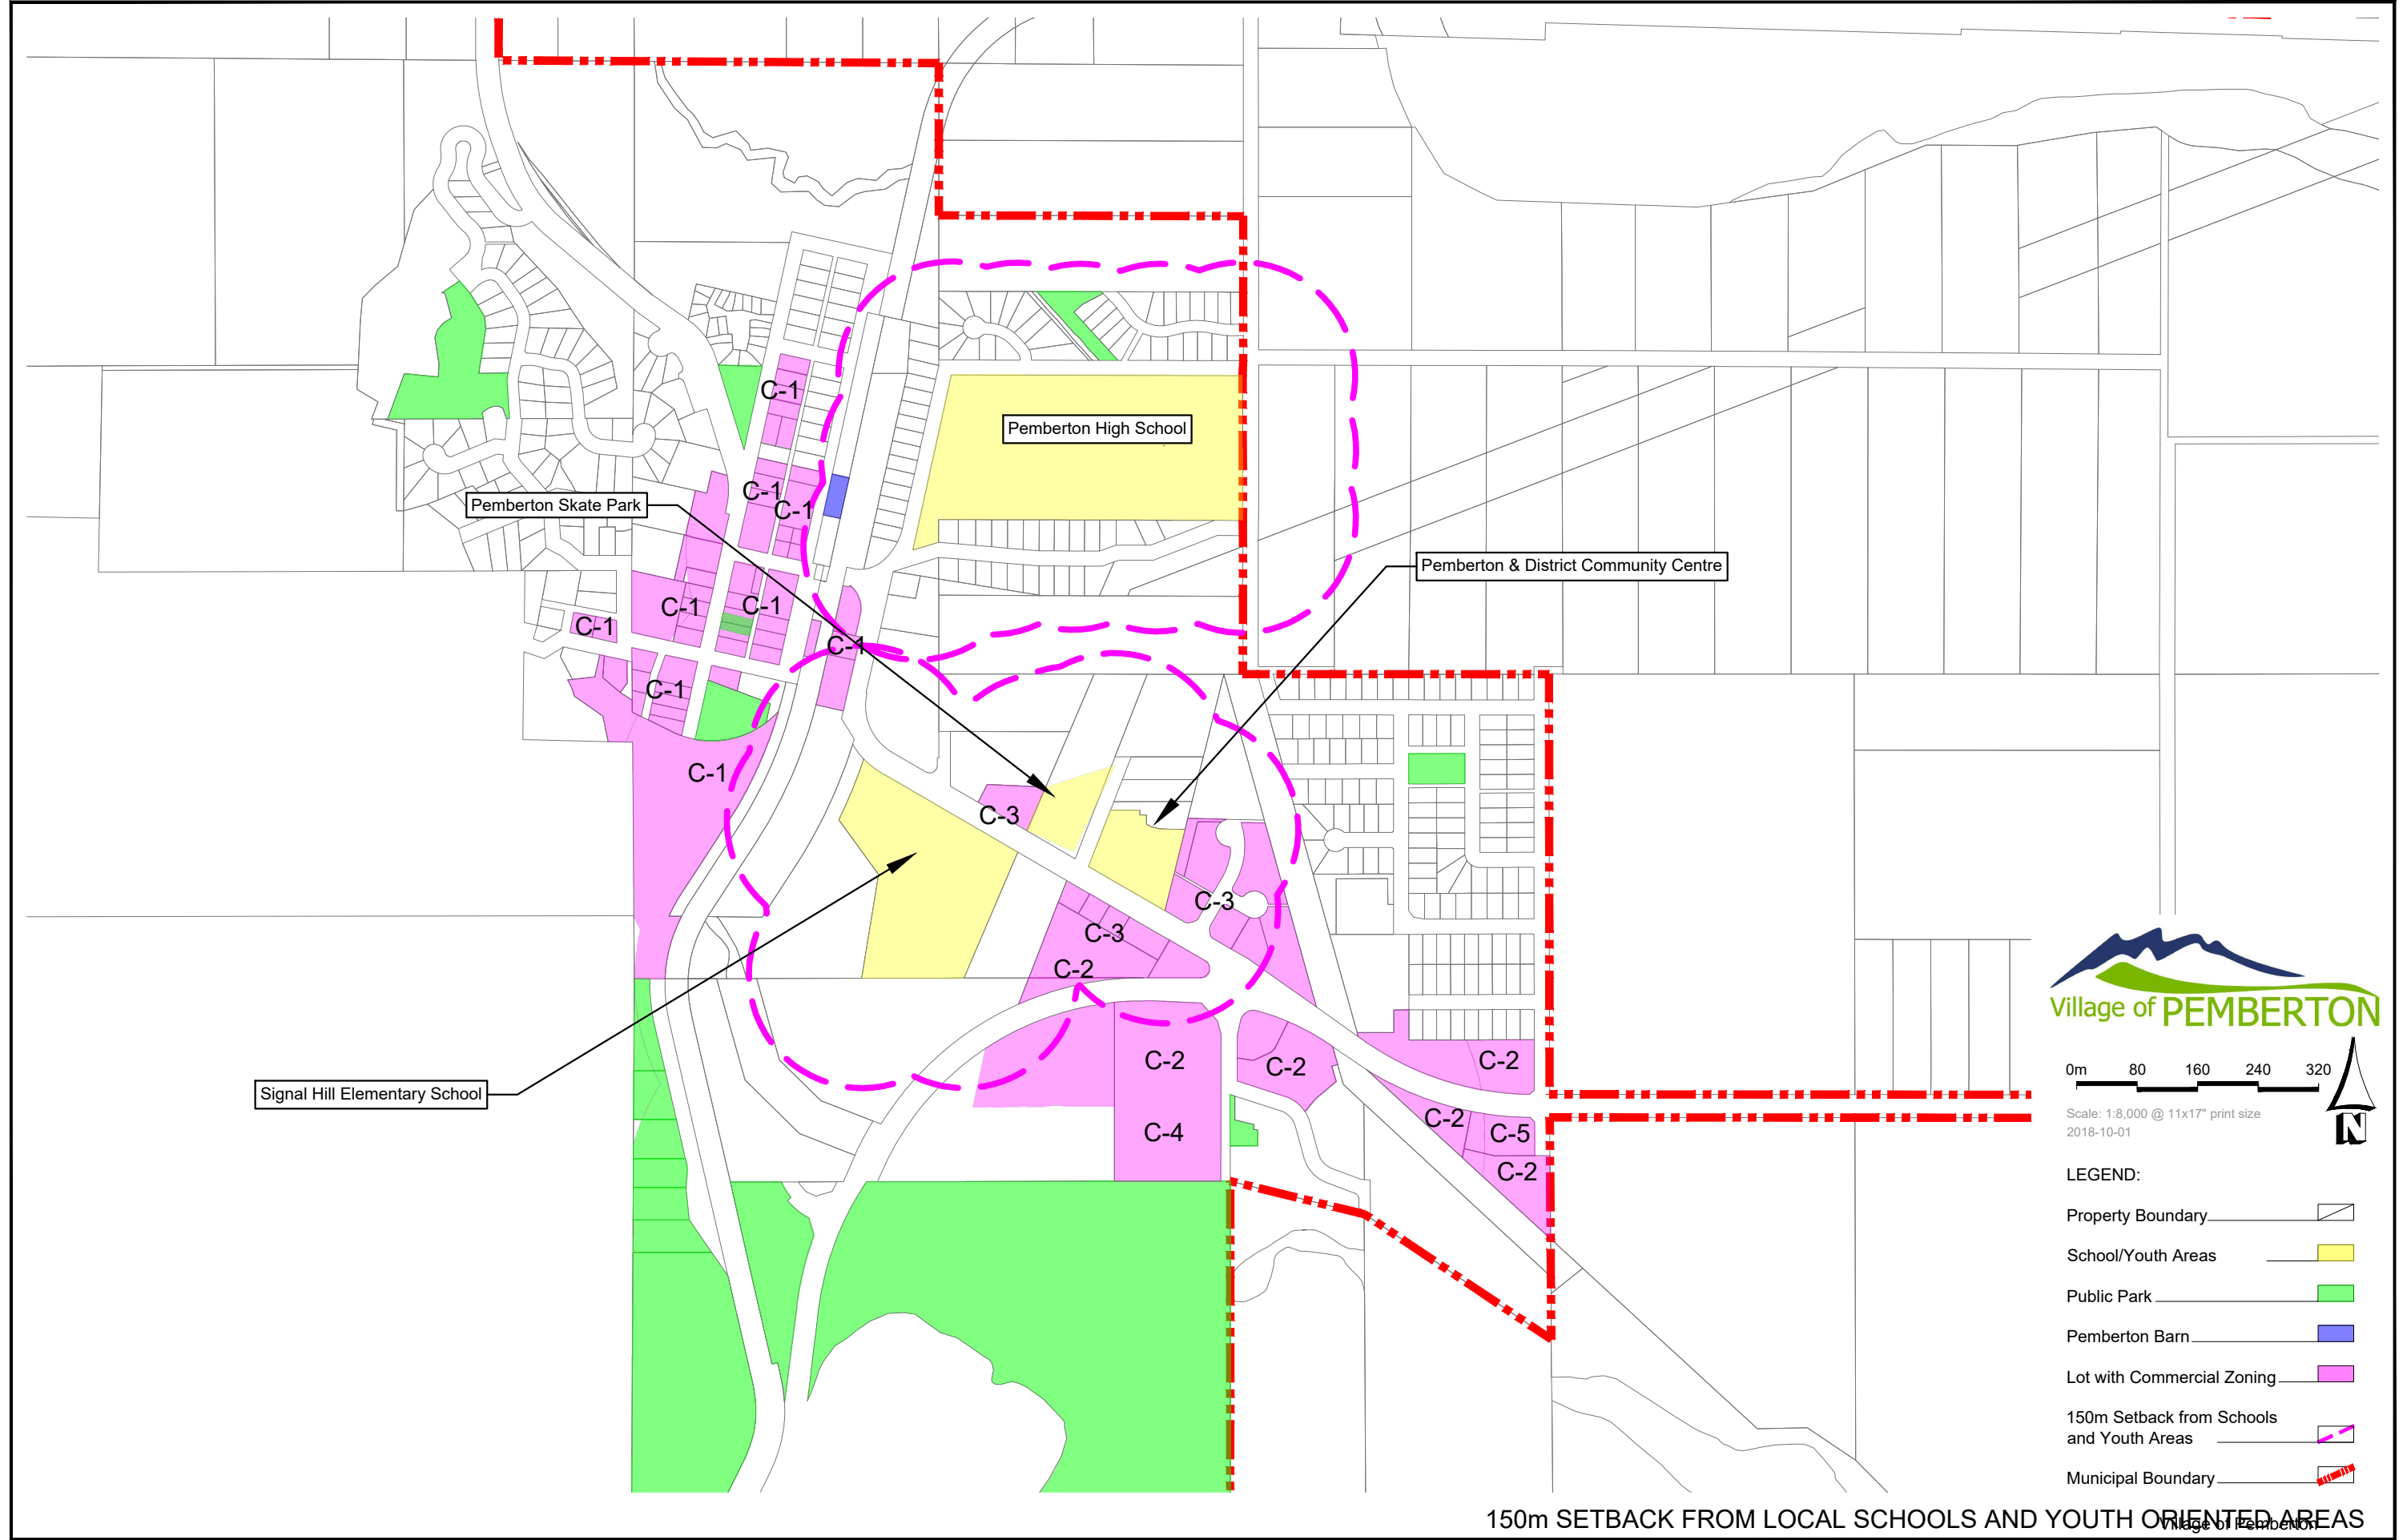 C-1
Pemberton High School
C-1
Pemberton Skate Park
C-1
Pemberton & District Community Centre
C-1
C-1
C-1
C-1
C-1
C-1
C-3
C-3
C-3
C-2
Village of PEMBERTON
C-2
C-2
C-2
0m 80 160 240 320
Signal Hill Elementary School
Scale: 1:8,000 @ 11x17" print size
2018-10-01
N
C-2
C-4
C-5
C-2
LEGEND:
Property Boundary
School/Youth Areas
Public Park
Pemberton Barn
Lot with Commercial Zoning
150m Setback from Schools
and Youth Areas
Municipal Boundary
150m SETBACK FROM LOCAL SCHOOLS AND YOUTH ORIENTED AREAS
Village of Pemberton